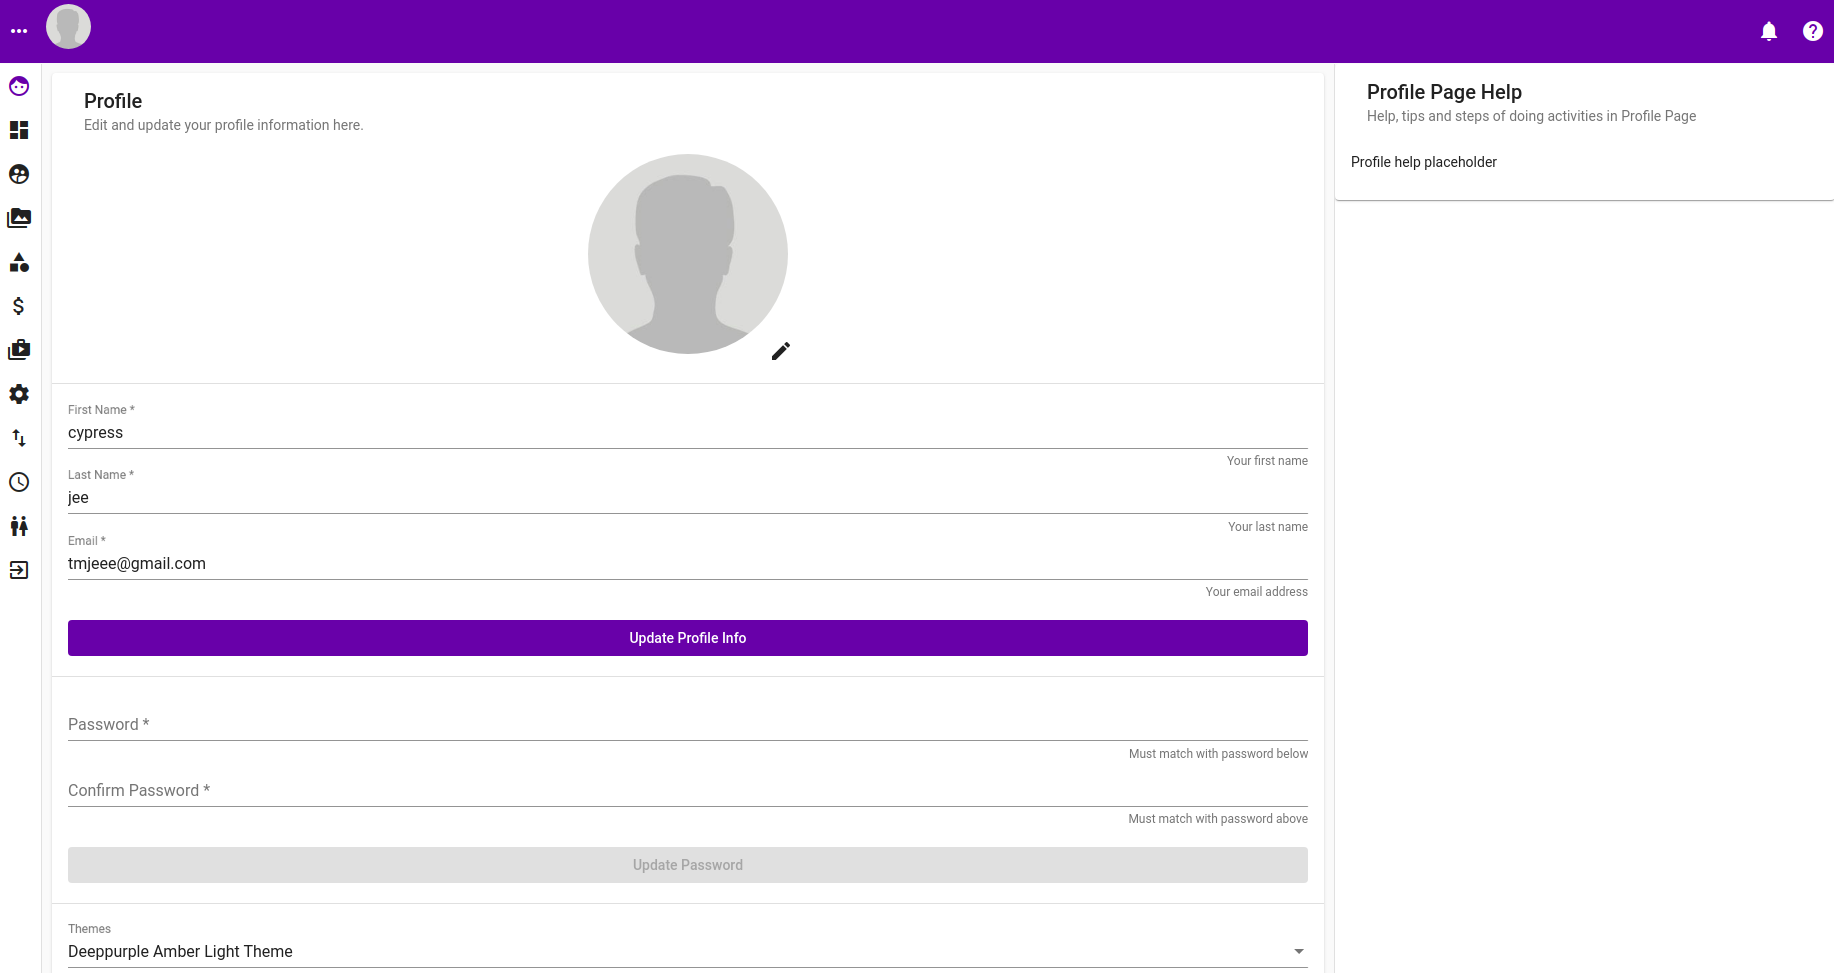 Profile
Edit and update your profile information here.
First Name *
cypress
Your first name
Last Name *
jee
Your last name
Email *
tmjeee@gmail.com
Your email address
Update Profile Info
Password *
Must match with password below
Confirm Password *
Must match with password above
Update Password
Themes
Deeppurple Amber Light Theme
Profile Page Help
Help, tips and steps of doing activities in Profile Page
Profile help placeholder